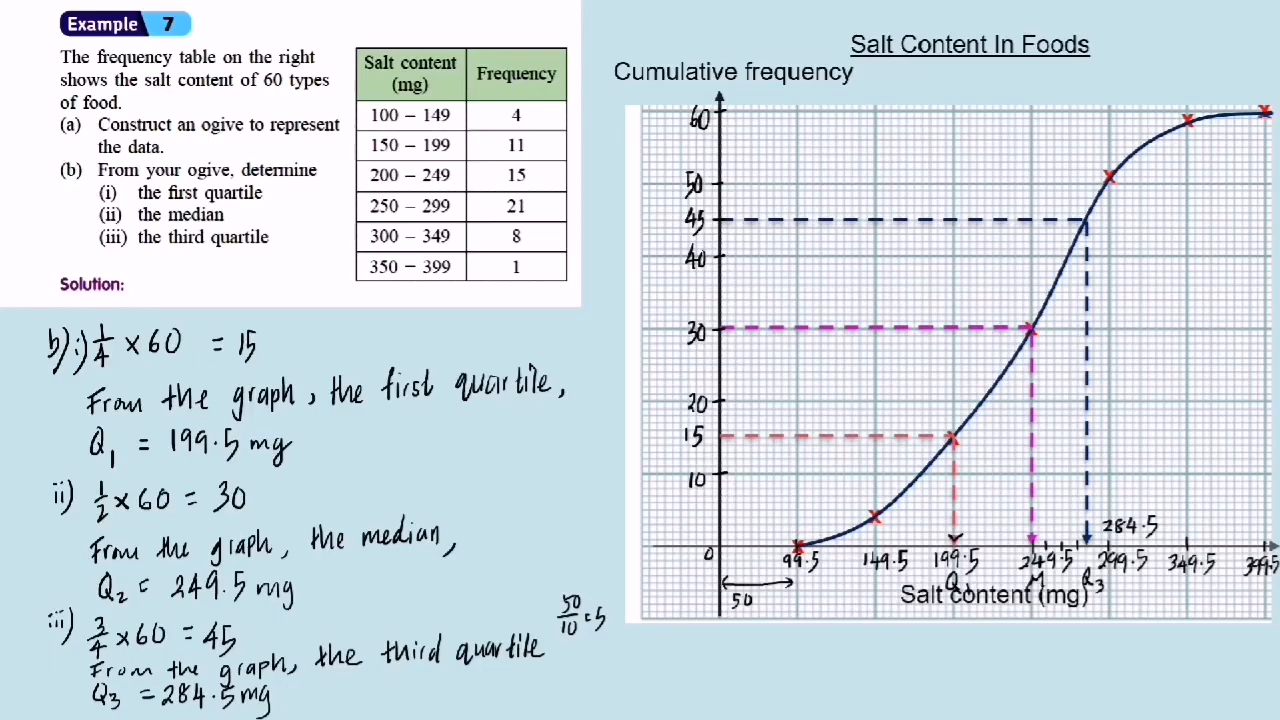 Example 7
The frequency table on the right
shows the salt content of 60 types
of food.
(a) Construct an ogive to represent
the data.
(b) From your ogive, determine
(i) the first quartile
(ii) the median
(iii) the third quartile
Solution:
Salt content (mg) Frequency
100 – 149 4
150 – 199 11
200 – 249 15
250 – 299 21
300 – 349 8
350 – 399 1
b)i) 1/4 × 60 = 15
From the graph, the first quartile,
Q1 = 199.5 mg
ii) 1/2 × 60 = 30
From the graph, the median,
Q2 = 249.5 mg
iii) 3/4 × 60 = 45
From the graph, the third quartile
Q3 = 284.5 mg
50/10 = 5
Salt Content In Foods
Cumulative frequency
60
50
45
40
30
20
15
10
284.5
0 99.5 149.5 199.5 249.5 299.5 349.5 399.5
Q1 M Q3
50
Salt content (mg)